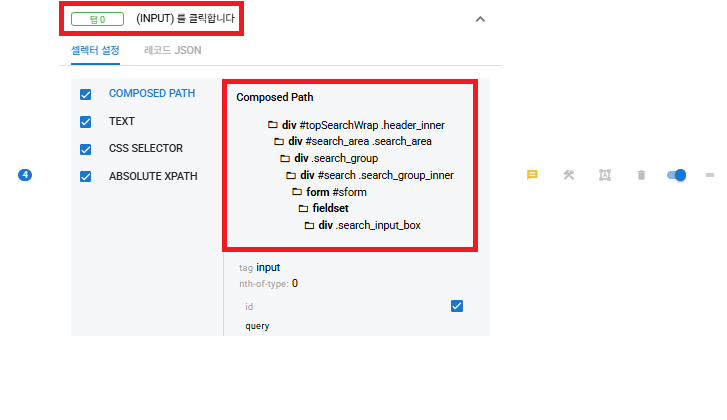 탭 0 (INPUT) 를 클릭합니다
셀렉터 설정 레코드 JSON
COMPOSED PATH
TEXT
CSS SELECTOR
ABSOLUTE XPATH
Composed Path
div #topSearchWrap .header_inner
div #search_area .search_area
div .search_group
div #search .search_group_inner
form #sform
fieldset
div .search_input_box
4
tag input
nth-of-type: 0
id
query